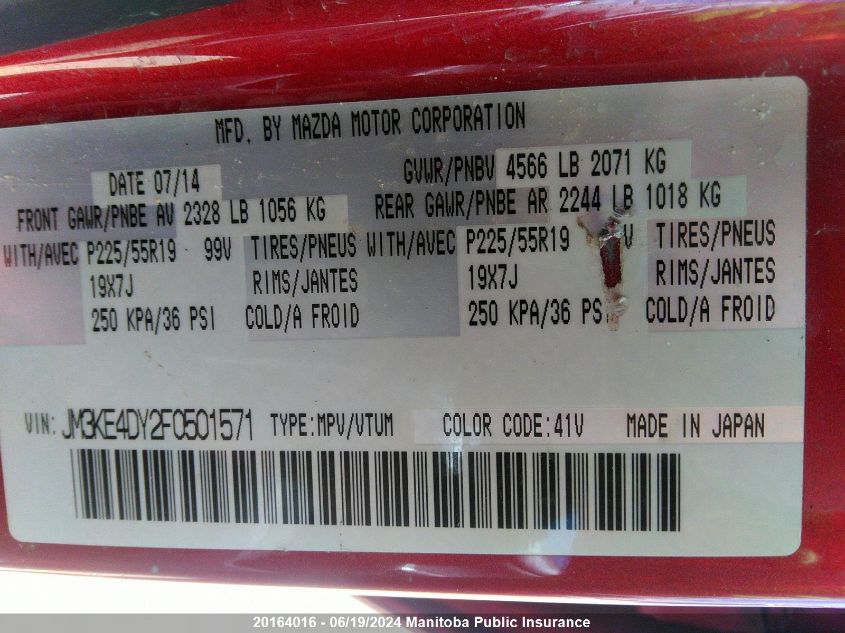 MFD. BY MAZDA MOTOR CORPORATION
DATE 07/14 GVWR/PNBV 4566 LB 2071 KG
FRONT GAWR/PNBE AV 2328 LB 1056 KG REAR GAWR/PNBE AR 2244 LB 1018 KG
WITH/AVEC P225/55R19 99V TIRES/PNEUS WITH/AVEC P225/55R19 V TIRES/PNEUS
19X7J RIMS/JANTES 19X7J RIMS/JANTES
250 KPA/36 PSI COLD/A FROID 250 KPA/36 PSI COLD/A FROID
VIN: JM3KE4DY2F0501571 TYPE:MPV/VTUM COLOR CODE:41V MADE IN JAPAN
20164016 - 06/19/2024 Manitoba Public Insurance